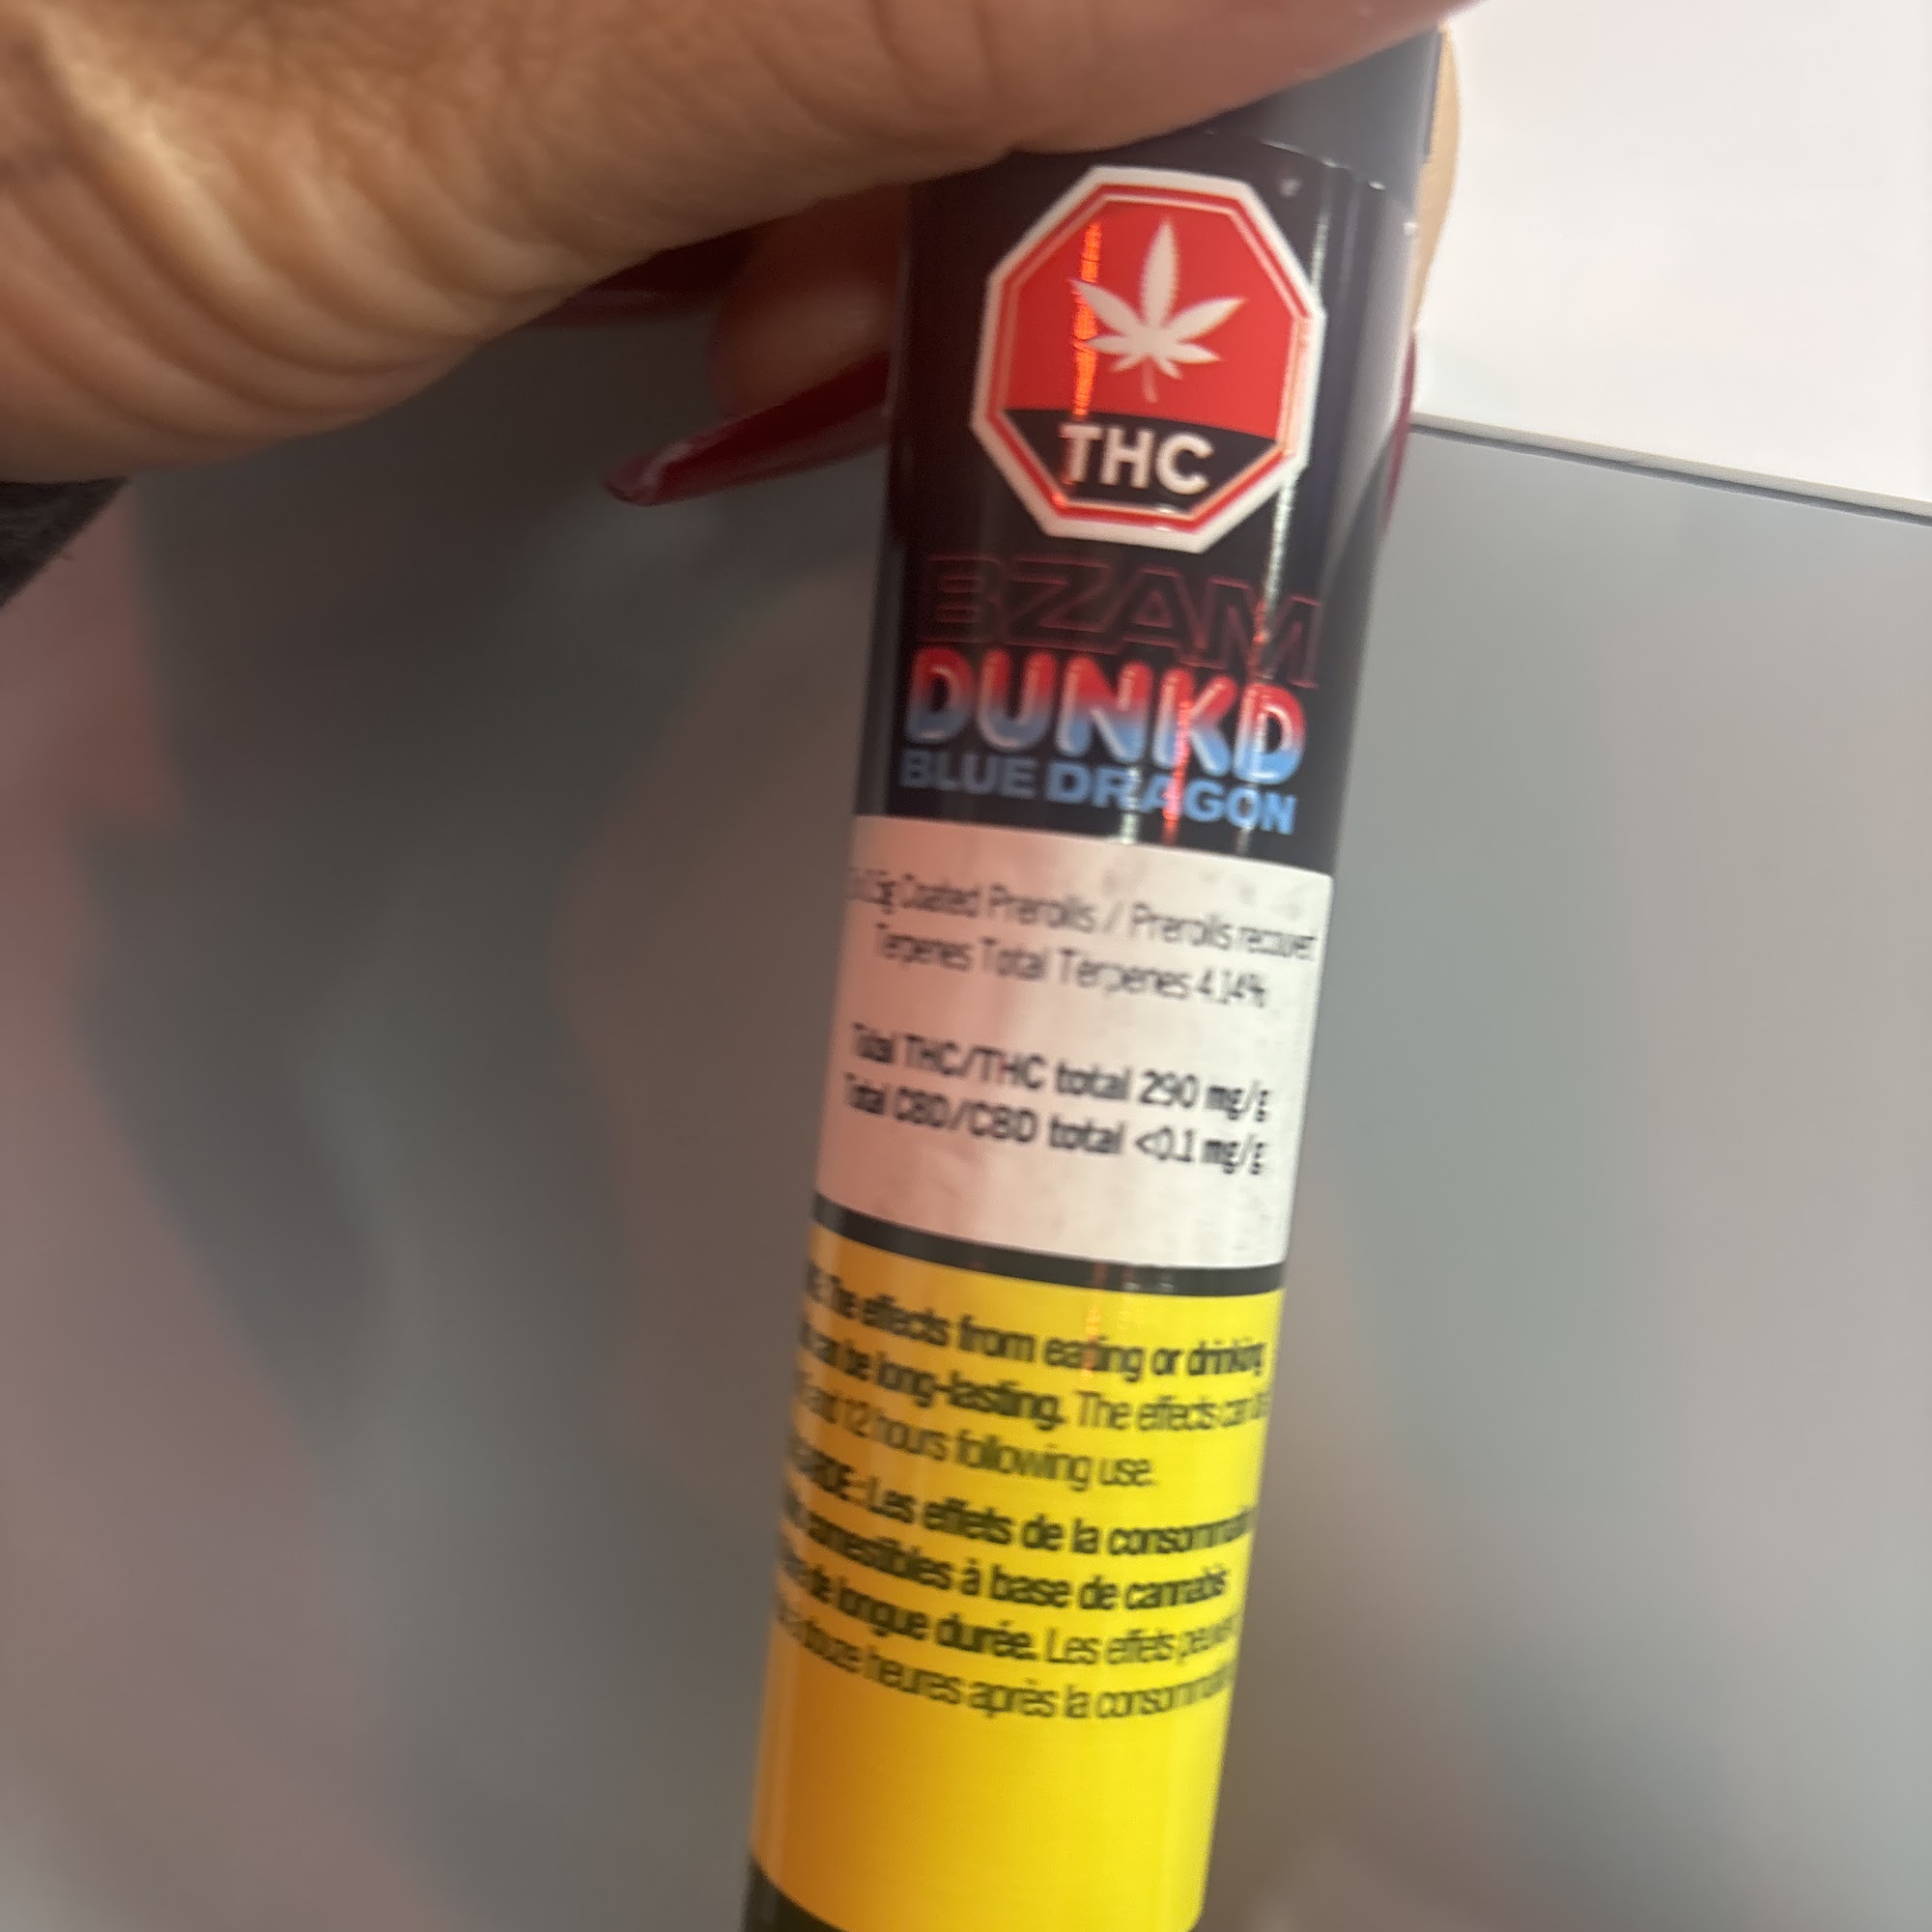 THC
BZAM
DUNKD
BLUE DRAGON
Coated Prerolls / Prerolls recouvert
Terpenes Total Terpenes 4.14%
Total THC/THC total 290 mg/g
Total CBD/CBD total <0.1 mg/g
The effects from eating or drinking
can be long-lasting. The effects can
and 12 hours following use.
Les effets de la
comestibles à base de cannabis
de longue durée. Les effets
douze heures après la